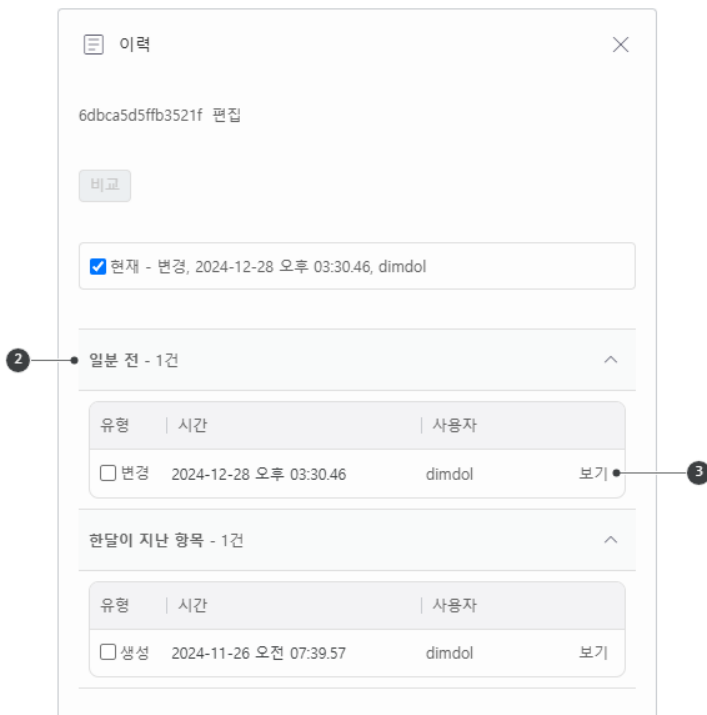 이력
6dbca5d5ffb3521f 편집
비교
현재 - 변경, 2024-12-28 오후 03:30.46, dimdol
2 일분 전 - 1건
유형 시간 사용자
변경 2024-12-28 오후 03:30.46 dimdol 보기 3
한달이 지난 항목 - 1건
유형 시간 사용자
생성 2024-11-26 오전 07:39.57 dimdol 보기